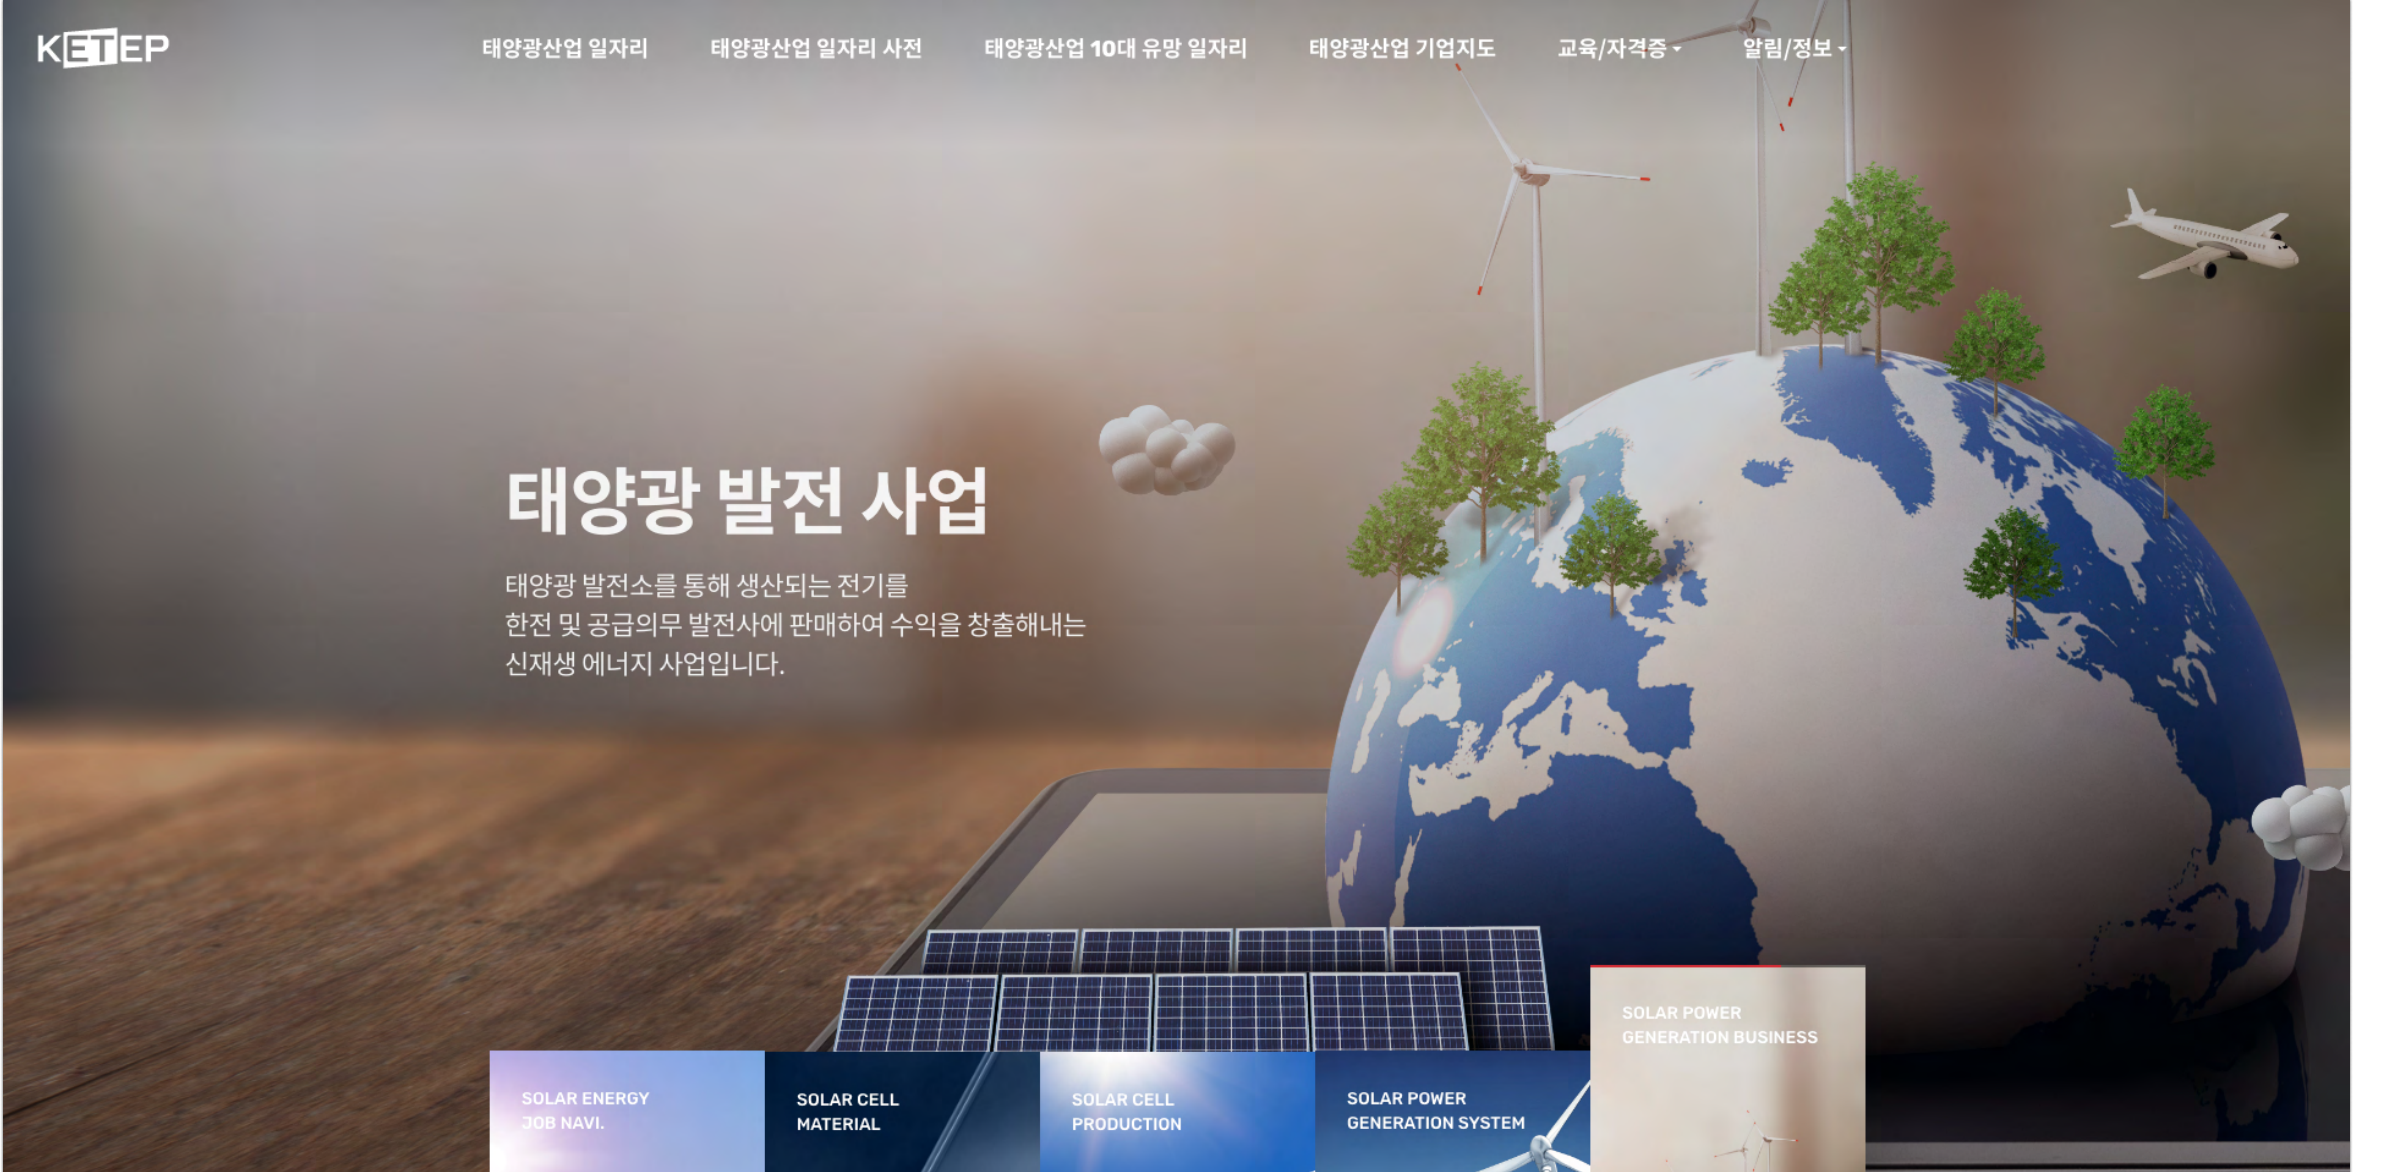 KETEP
태양광산업 일자리
태양광산업 일자리 사전
태양광산업 10대 유망 일자리
태양광산업 기업지도
교육/자격증
알림/정보
태양광 발전 사업
태양광 발전소를 통해 생산되는 전기를
한전 및 공급의무 발전사에 판매하여 수익을 창출해내는
신재생 에너지 사업입니다.
SOLAR ENERGY
JOB NAVI.
SOLAR CELL
MATERIAL
SOLAR CELL
PRODUCTION
SOLAR POWER
GENERATION SYSTEM
SOLAR POWER
GENERATION BUSINESS